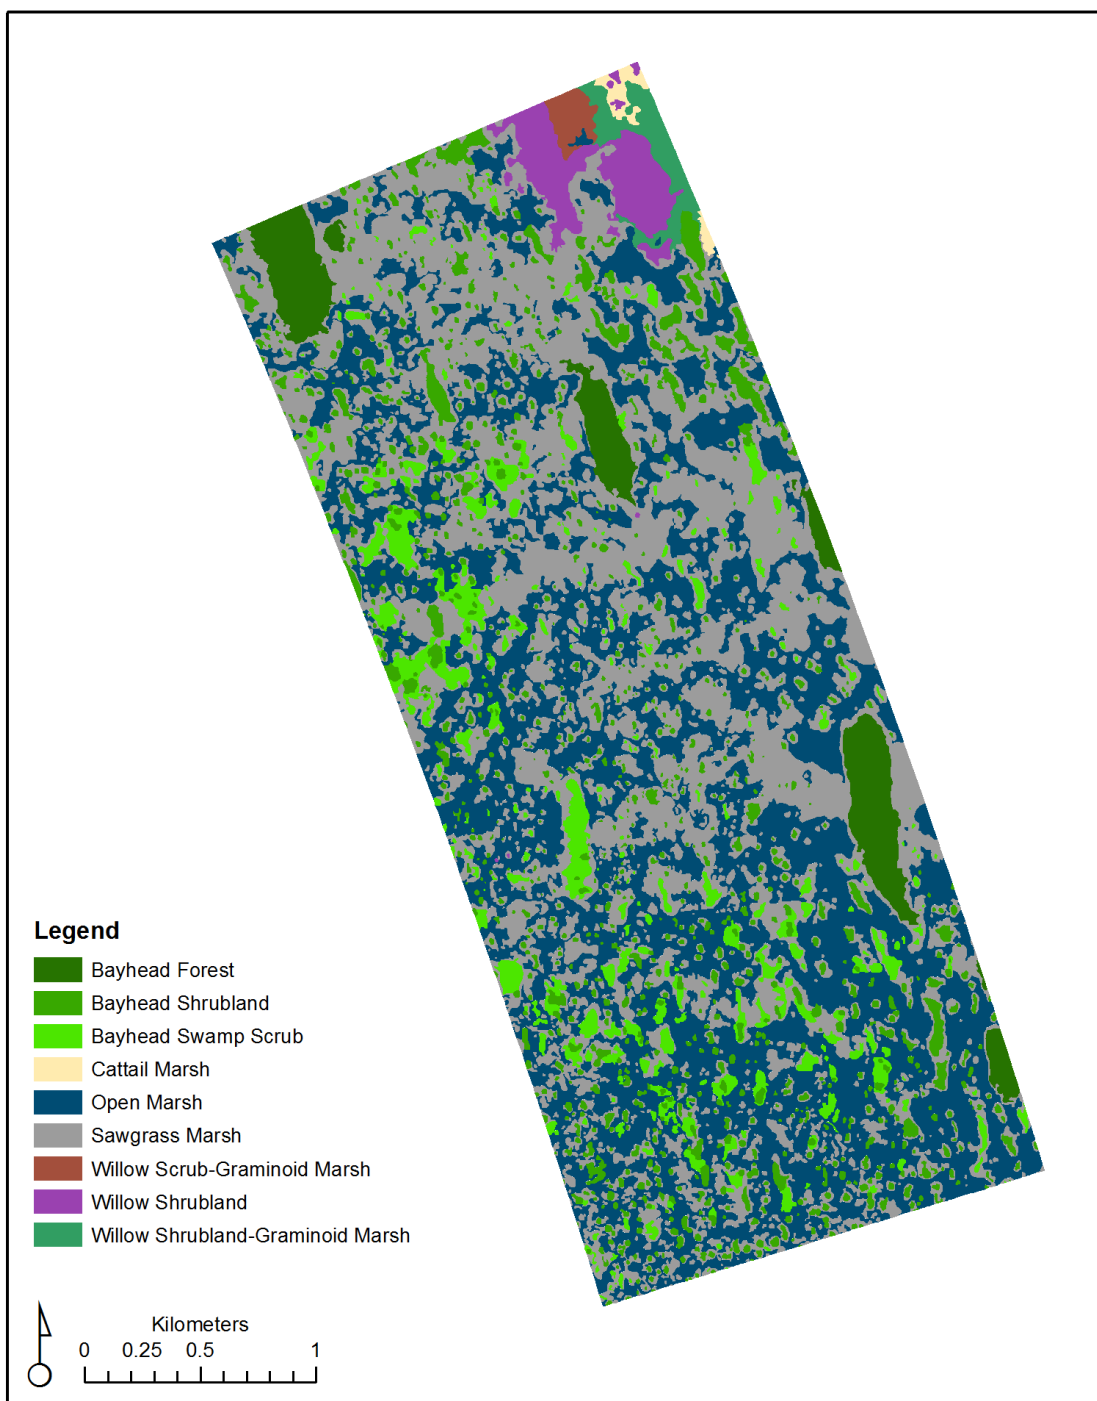 Legend
Bayhead Forest
Bayhead Shrubland
Bayhead Swamp Scrub
Cattail Marsh
Open Marsh
Sawgrass Marsh
Willow Scrub-Graminoid Marsh
Willow Shrubland
Willow Shrubland-Graminoid Marsh
Kilometers
0 0.25 0.5 1